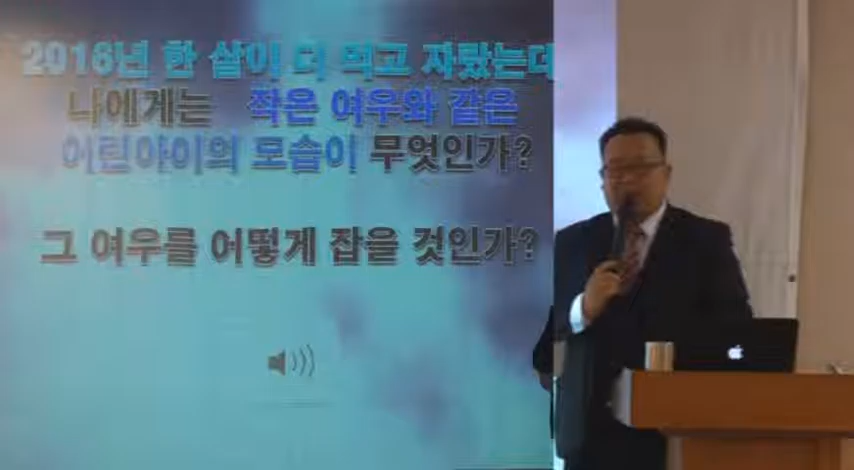 2016년 한 살이 더 먹고 자랐는데
나에게는 작은 여우와 같은
어린아이의 모습이 무엇인가?
그 여우를 어떻게 잡을 것인가?